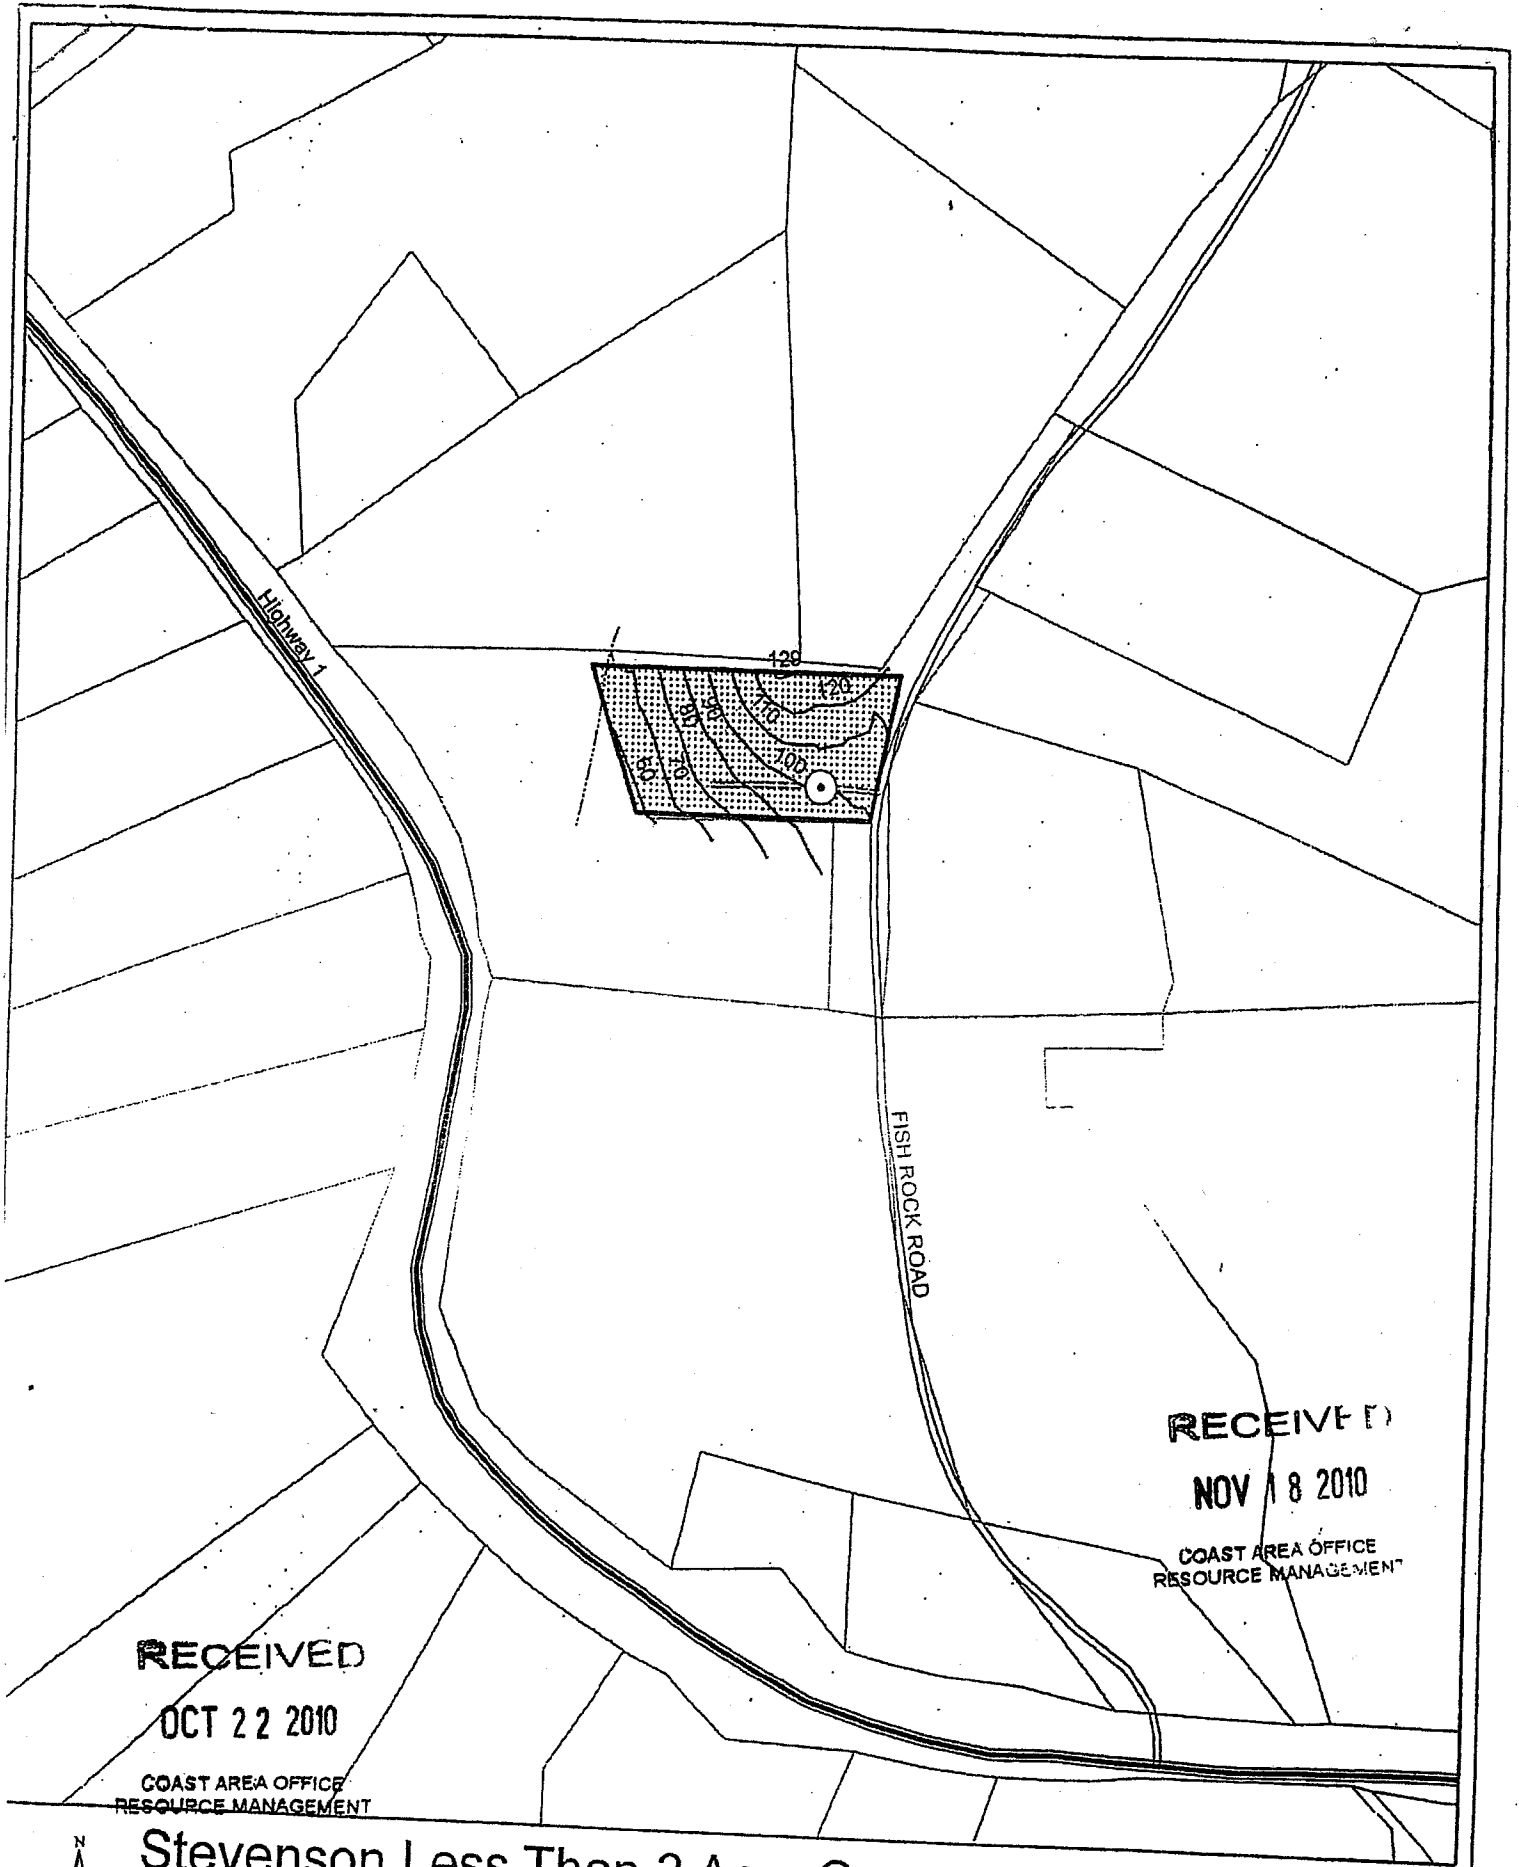 Highway 1
129
120
110
90
80
100
70
60
FISH ROCK ROAD
RECEIVED
NOV 18 2010
COAST AREA OFFICE
RESOURCE MANAGEMENT
RECEIVED
OCT 22 2010
COAST AREA OFFICE
RESOURCE MANAGEMENT
N
Stevenson Less Than 3 Acre